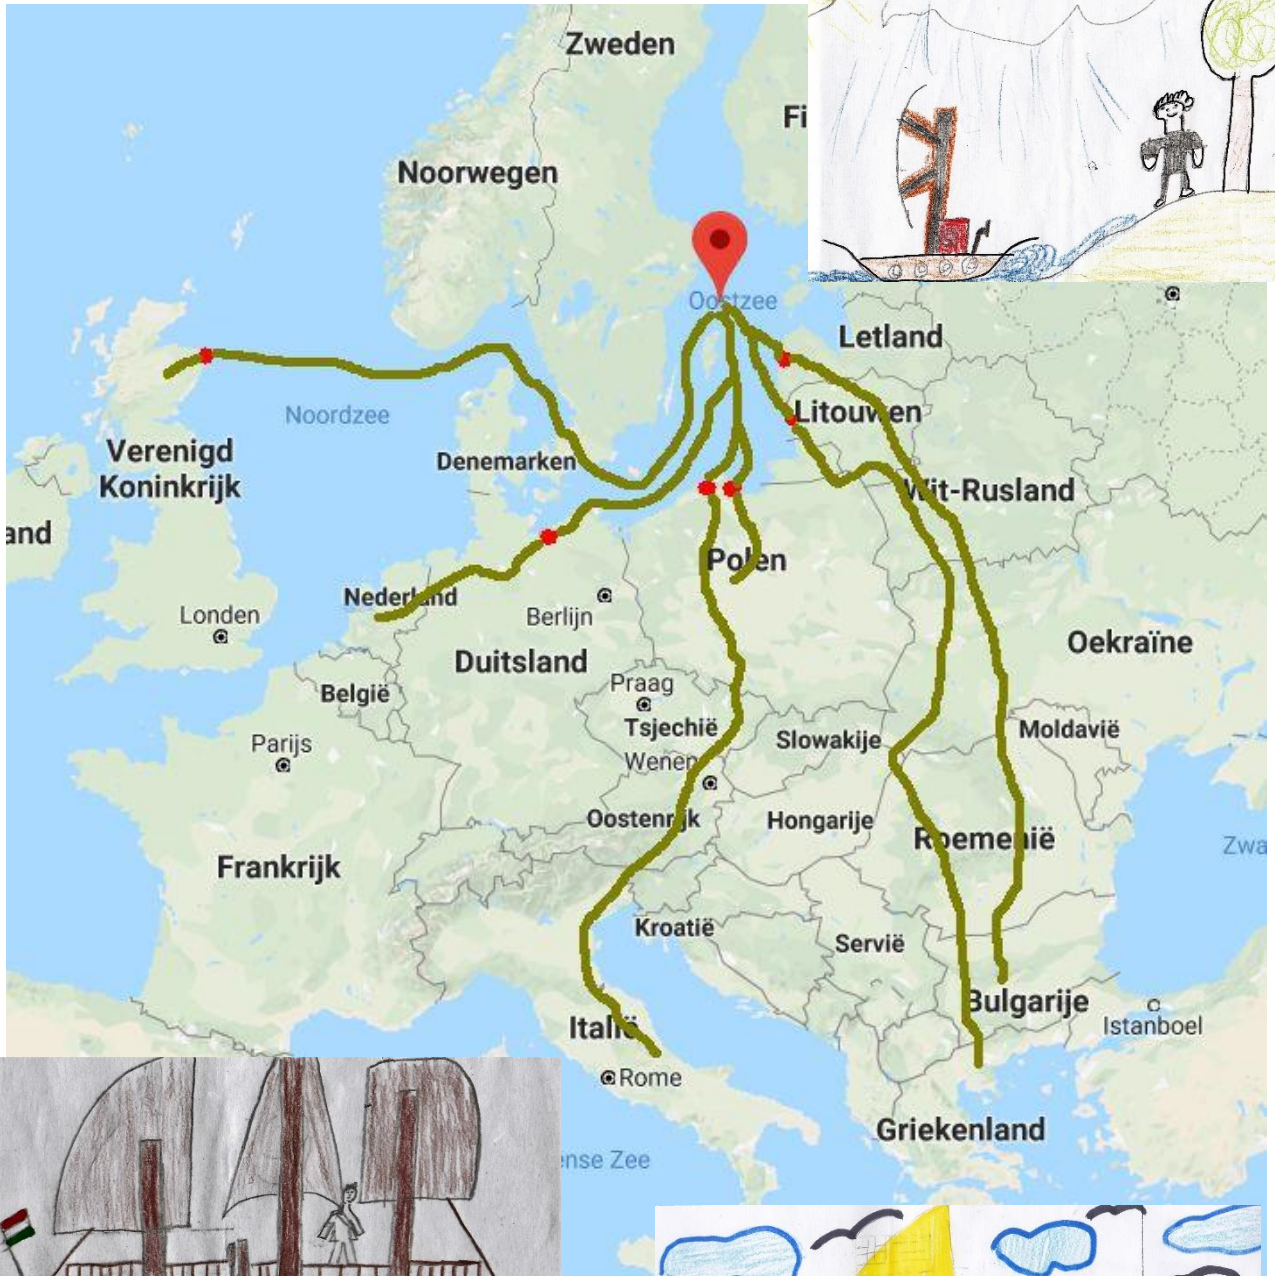 Zweden
Fi
Noorwegen
Oostzee
Letland
Noordzee
Litouwen
Verenigd
Koninkrijk
Denemarken
Wit-Rusland
and
Polen
Nederland
Londen
Berlijn
Oekraïne
Duitsland
België
Praag
Tsjechië
Moldavië
Slowakije
Parijs
Wenen
Oostenrijk
Hongarije
Roemenië
Zwa
Frankrijk
Kroatië
Servië
Bulgarije
Istanboel
Italië
Rome
Griekenland
ense Zee